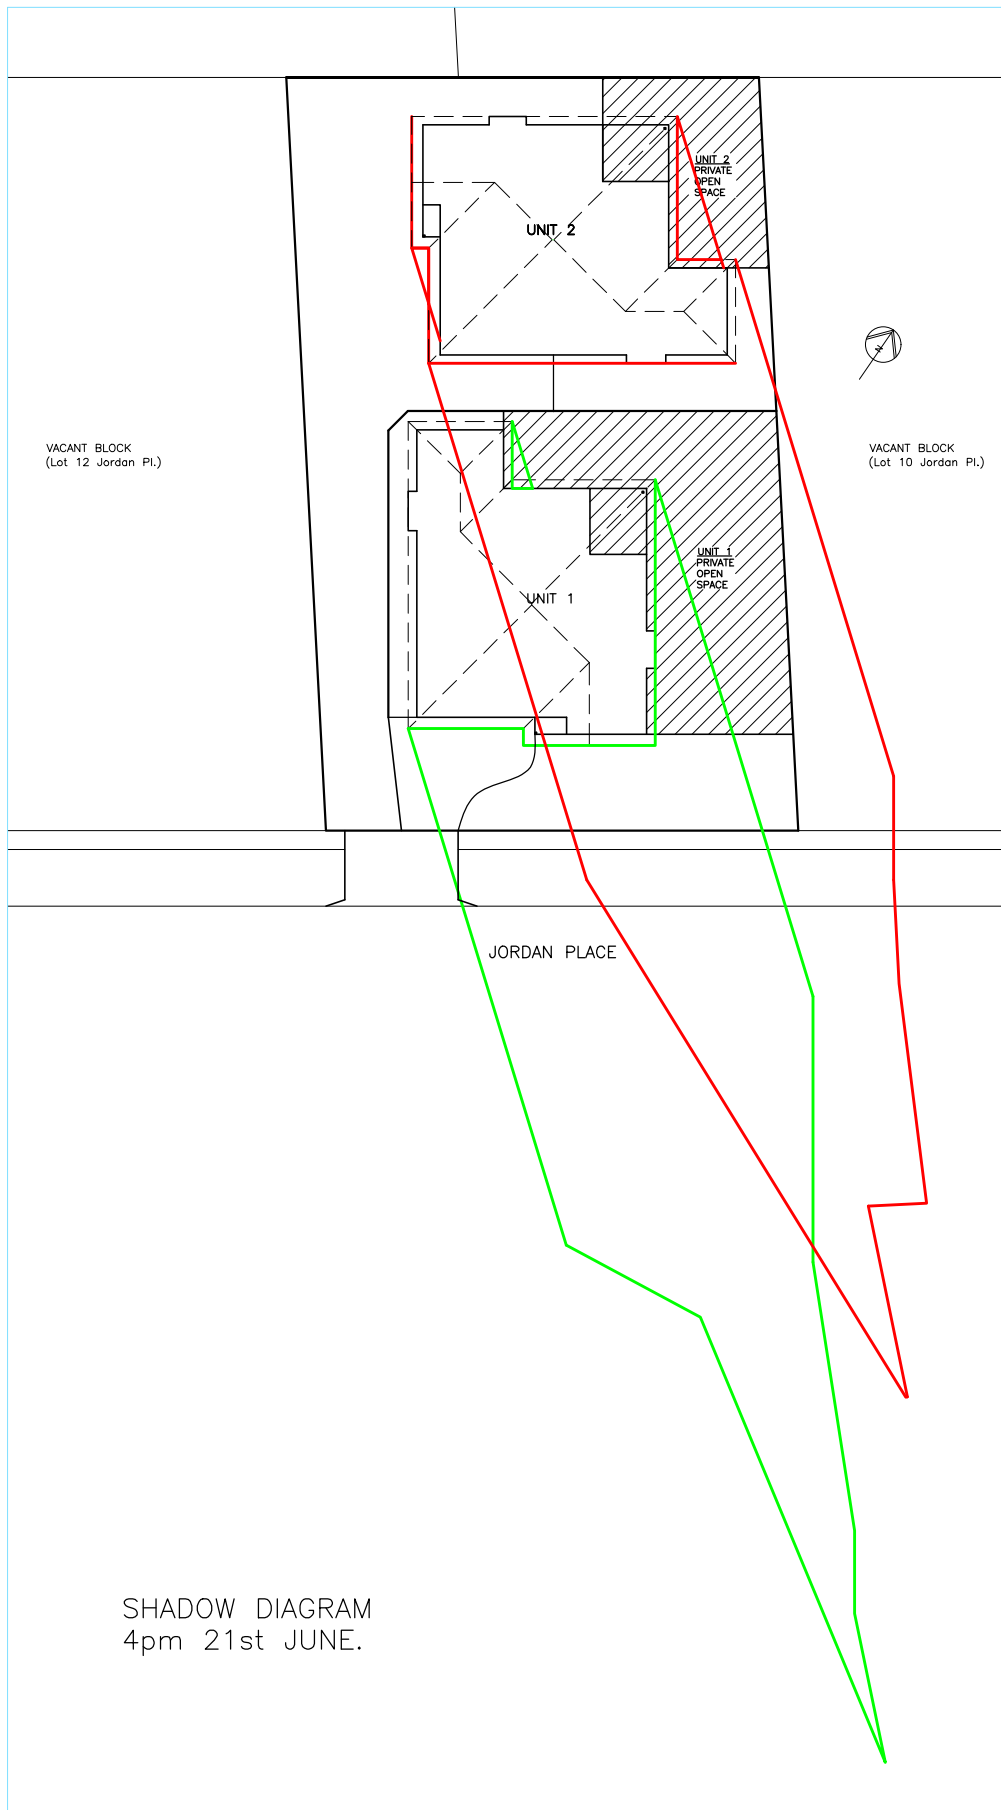 UNIT 2
PRIVATE
OPEN
SPACE
UNIT 2
N
VACANT BLOCK
(Lot 12 Jordan Pl.)
VACANT BLOCK
(Lot 10 Jordan Pl.)
UNIT 1
PRIVATE
OPEN
SPACE
UNIT 1
JORDAN PLACE
SHADOW DIAGRAM
4pm 21st JUNE.